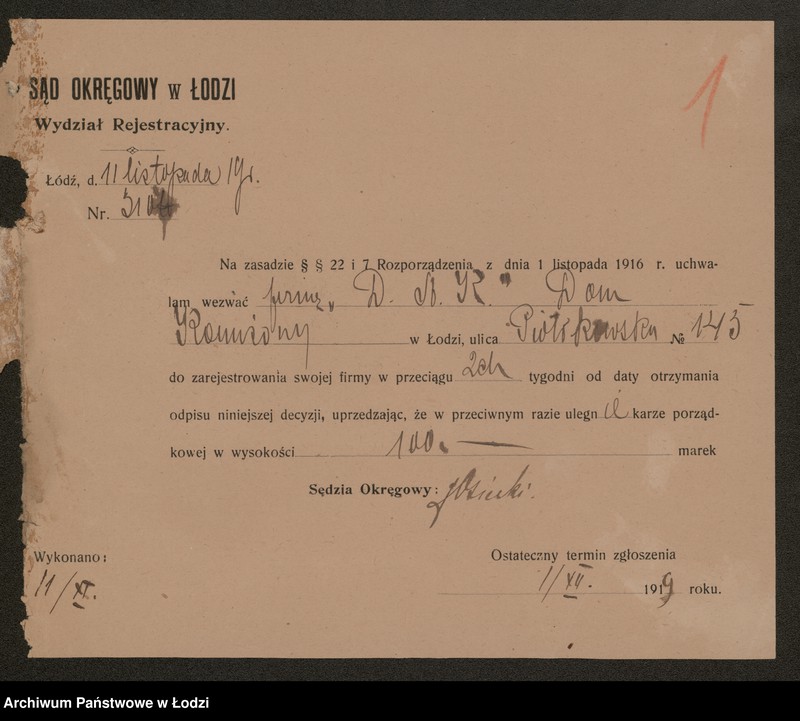 1
SĄD OKRĘGOWY w ŁODZI
Wydział Rejestracyjny.
Łódź, d. 11 listopada 19 r.
Nr. 3104
Na zasadzie § § 22 i 7 Rozporządzenia z dnia 1 listopada 1916 r. uchwa-
lam wezwać firmę „D. A. K." Dom
Komisowy w Łodzi, ulica Piotrkowska № 145
do zarejestrowania swojej firmy w przeciągu 2ch tygodni od daty otrzymania
odpisu niniejszej decyzji, uprzedzając, że w przeciwnym razie ulegnie karze porząd-
kowej w wysokości 100.— marek
Sędzia Okręgowy:
Wykonano:
11/XI.
Ostateczny termin zgłoszenia
1/XII. 1919 roku.
Archiwum Państwowe w Łodzi